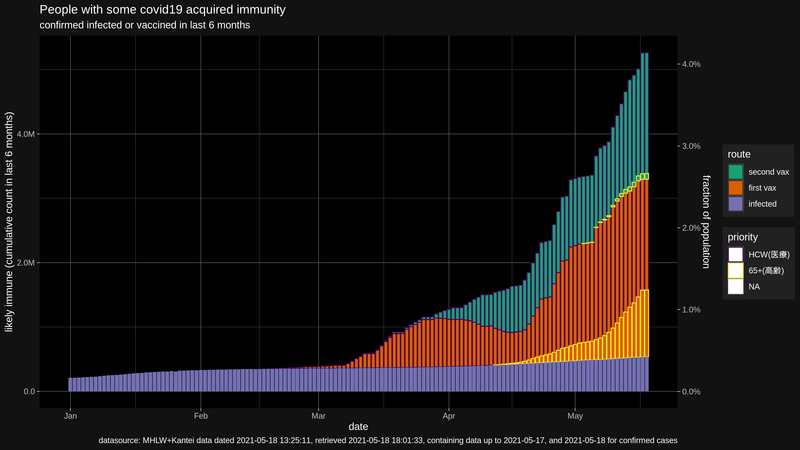 People with some covid19 acquired immunity
confirmed infected or vaccined in last 6 months
likely immune (cumulative count in last 6 months)
4.0M
2.0M
0.0
4.0%
3.0%
2.0%
1.0%
0.0%
fraction of population
Jan Feb Mar Apr May
date
route
second vax
first vax
infected
priority
HCW(医療)
65+(高齢)
NA
datasource: MHLW+Kantei data dated 2021-05-18 13:25:11, retrieved 2021-05-18 18:01:33, containing data up to 2021-05-17, and 2021-05-18 for confirmed cases